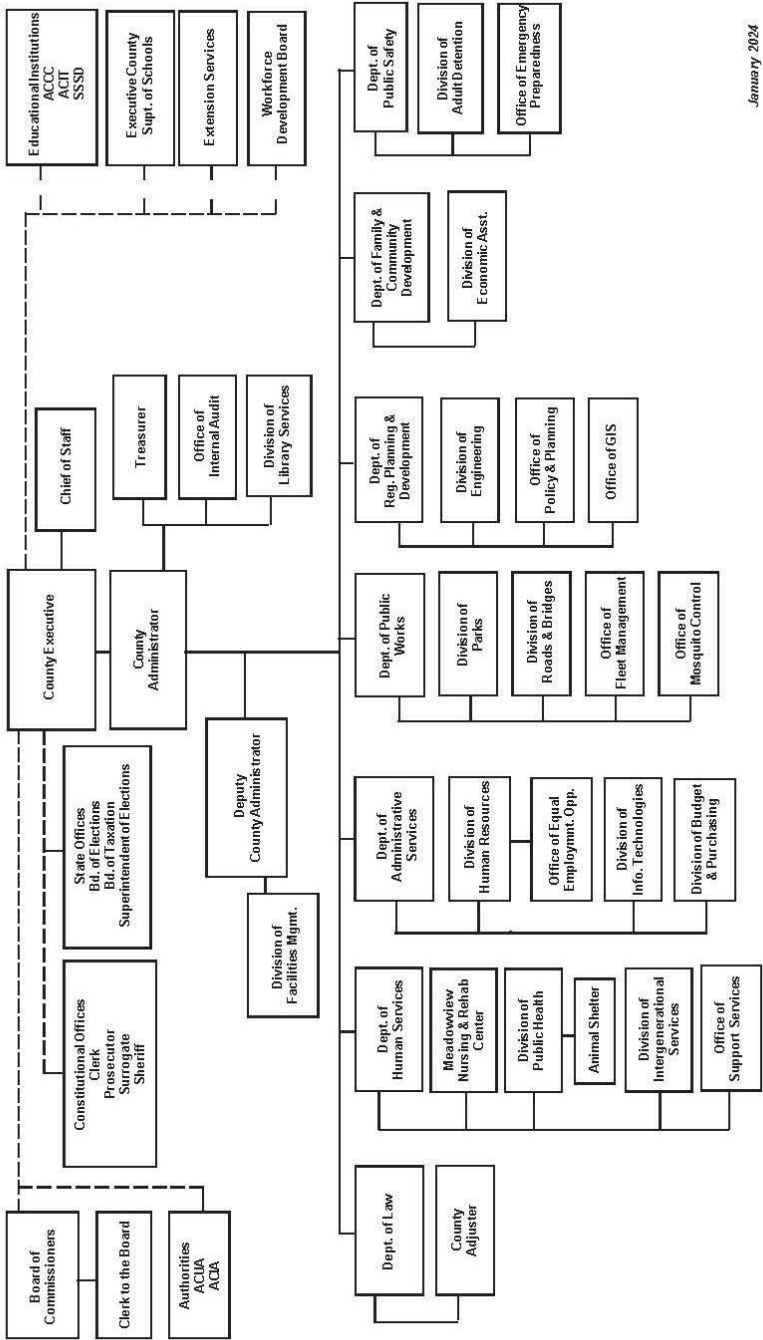 Board of
Commissioners
Clerk to the Board
Authorities
ACUA
ACIA
Constitutional Offices
Clerk
Prosecutor
Surrogate
Sheriff
State Offices
Bd. of Elections
Bd. of Taxation
Superintendent of Elections
County Executive
Chief of Staff
Educational Institutions
ACCC
ACIT
SSSD
Executive County
Supt. of Schools
Extension Services
Workforce
Development Board
County
Administrator
Treasurer
Office of
Internal Audit
Division of
Library Services
Deputy
County Administrator
Division of
Facilities Mgmt.
Dept. of Law
County
Adjuster
Dept. of
Human Services
Meadowview
Nursing & Rehab
Center
Division of
Public Health
Animal Shelter
Division of
Intergenerational
Services
Office of
Support Services
Dept. of
Administrative
Services
Division of
Human Resources
Office of Equal
Employmnt. Opp.
Division of
Info. Technologies
Division of Budget
& Purchasing
Dept. of Public
Works
Division of
Parks
Division of
Roads & Bridges
Office of
Fleet Management
Office of
Mosquito Control
Dept. of
Reg. Planning &
Development
Division of
Engineering
Office of
Policy & Planning
Office of GIS
Dept. of Family &
Community
Development
Division of
Economic Asst.
Dept. of
Public Safety
Division of
Adult Detention
Office of Emergency
Preparedness
January 2024